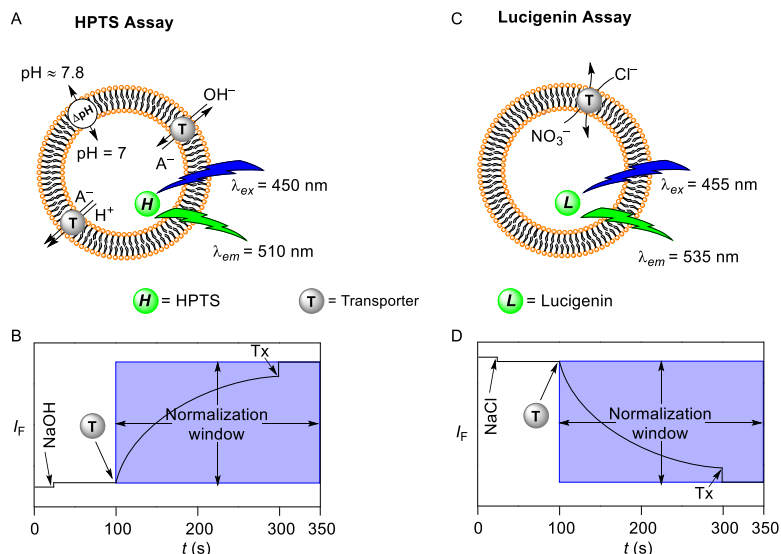 A
HPTS Assay
pH ≈ 7.8
ΔpH
pH = 7
OH⁻
T
A⁻
A⁻
H⁺
T
H
λex = 450 nm
λem = 510 nm
C
Lucigenin Assay
Cl⁻
T
NO₃⁻
L
λex = 455 nm
λem = 535 nm
H = HPTS
T = Transporter
L = Lucigenin
B
IF
NaOH
T
Tx
Normalization
window
0
100
200
300
350
t (s)
D
IF
NaCl
T
Tx
Normalization
window
0
100
200
300
350
t (s)